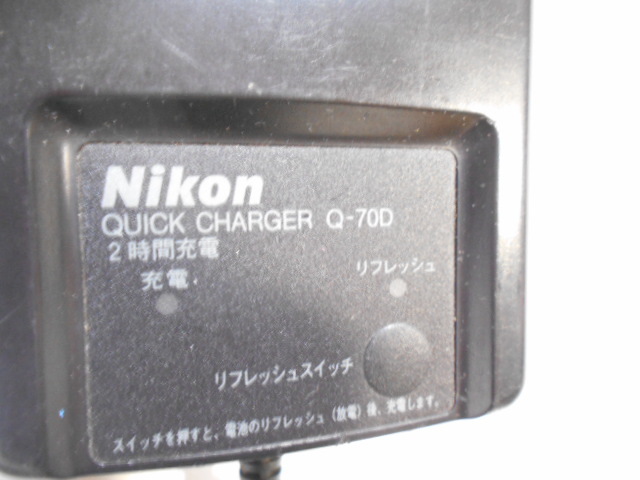 Nikon
QUICK CHARGER Q-70D
2時間充電
充電
リフレッシュ
リフレッシュスイッチ
スイッチを押すと、電池のリフレッシュ（放電）後、充電します。